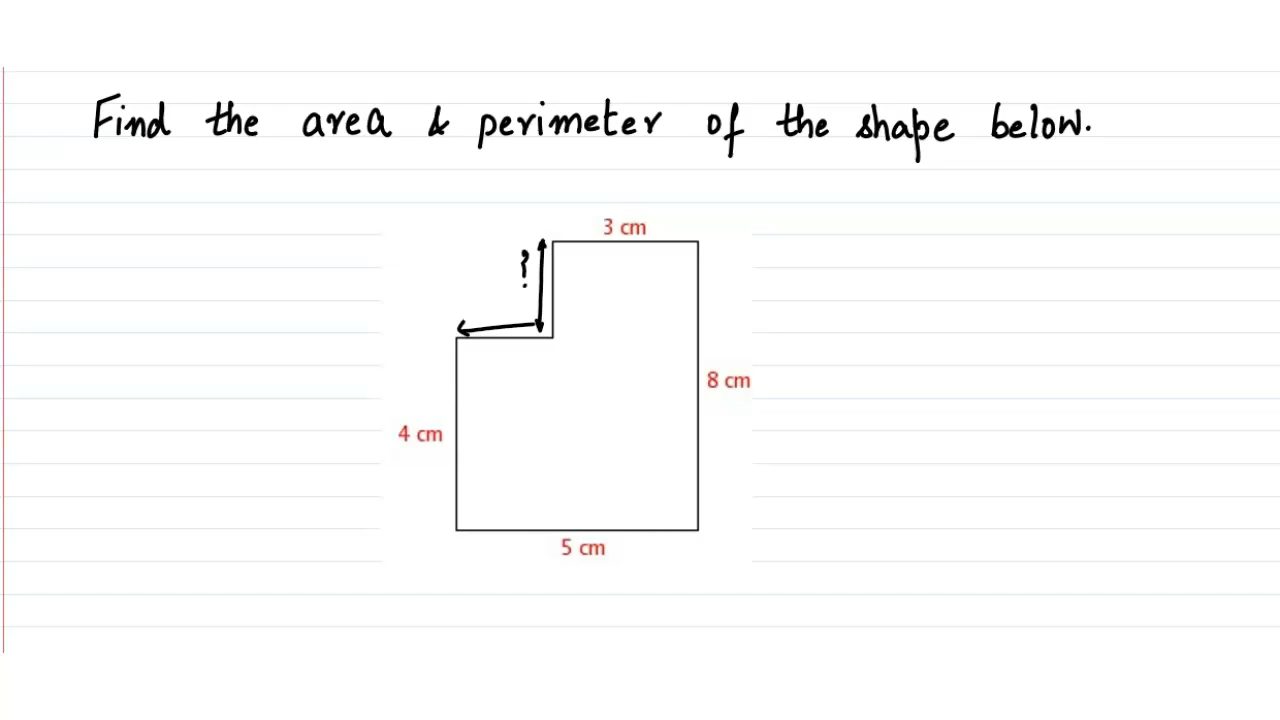 Find the area & perimeter of the shape below.
3 cm
?
8 cm
4 cm
5 cm